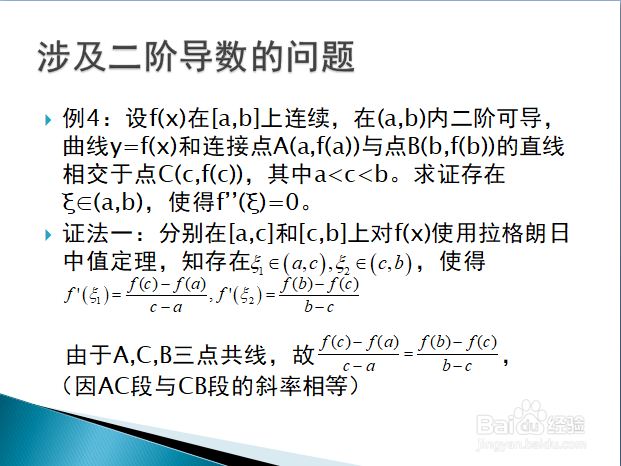 涉及二阶导数的问题
例4：设f(x)在[a,b]上连续，在(a,b)内二阶可导，
曲线y=f(x)和连接点A(a,f(a))与点B(b,f(b))的直线
相交于点C(c,f(c))，其中a<c<b。求证存在
ξ∈(a,b)，使得f’’(ξ)=0。
证法一：分别在[a,c]和[c,b]上对f(x)使用拉格朗日
中值定理，知存在ξ₁∈(a,c),ξ₂∈(c,b)，使得
f'(ξ₁)=\frac{f(c)-f(a)}{c-a},f'(ξ₂)=\frac{f(b)-f(c)}{b-c}
由于A,C,B三点共线，故\frac{f(c)-f(a)}{c-a}=\frac{f(b)-f(c)}{b-c}，
（因AC段与CB段的斜率相等）
Baidu经验
jingyan.baidu.com